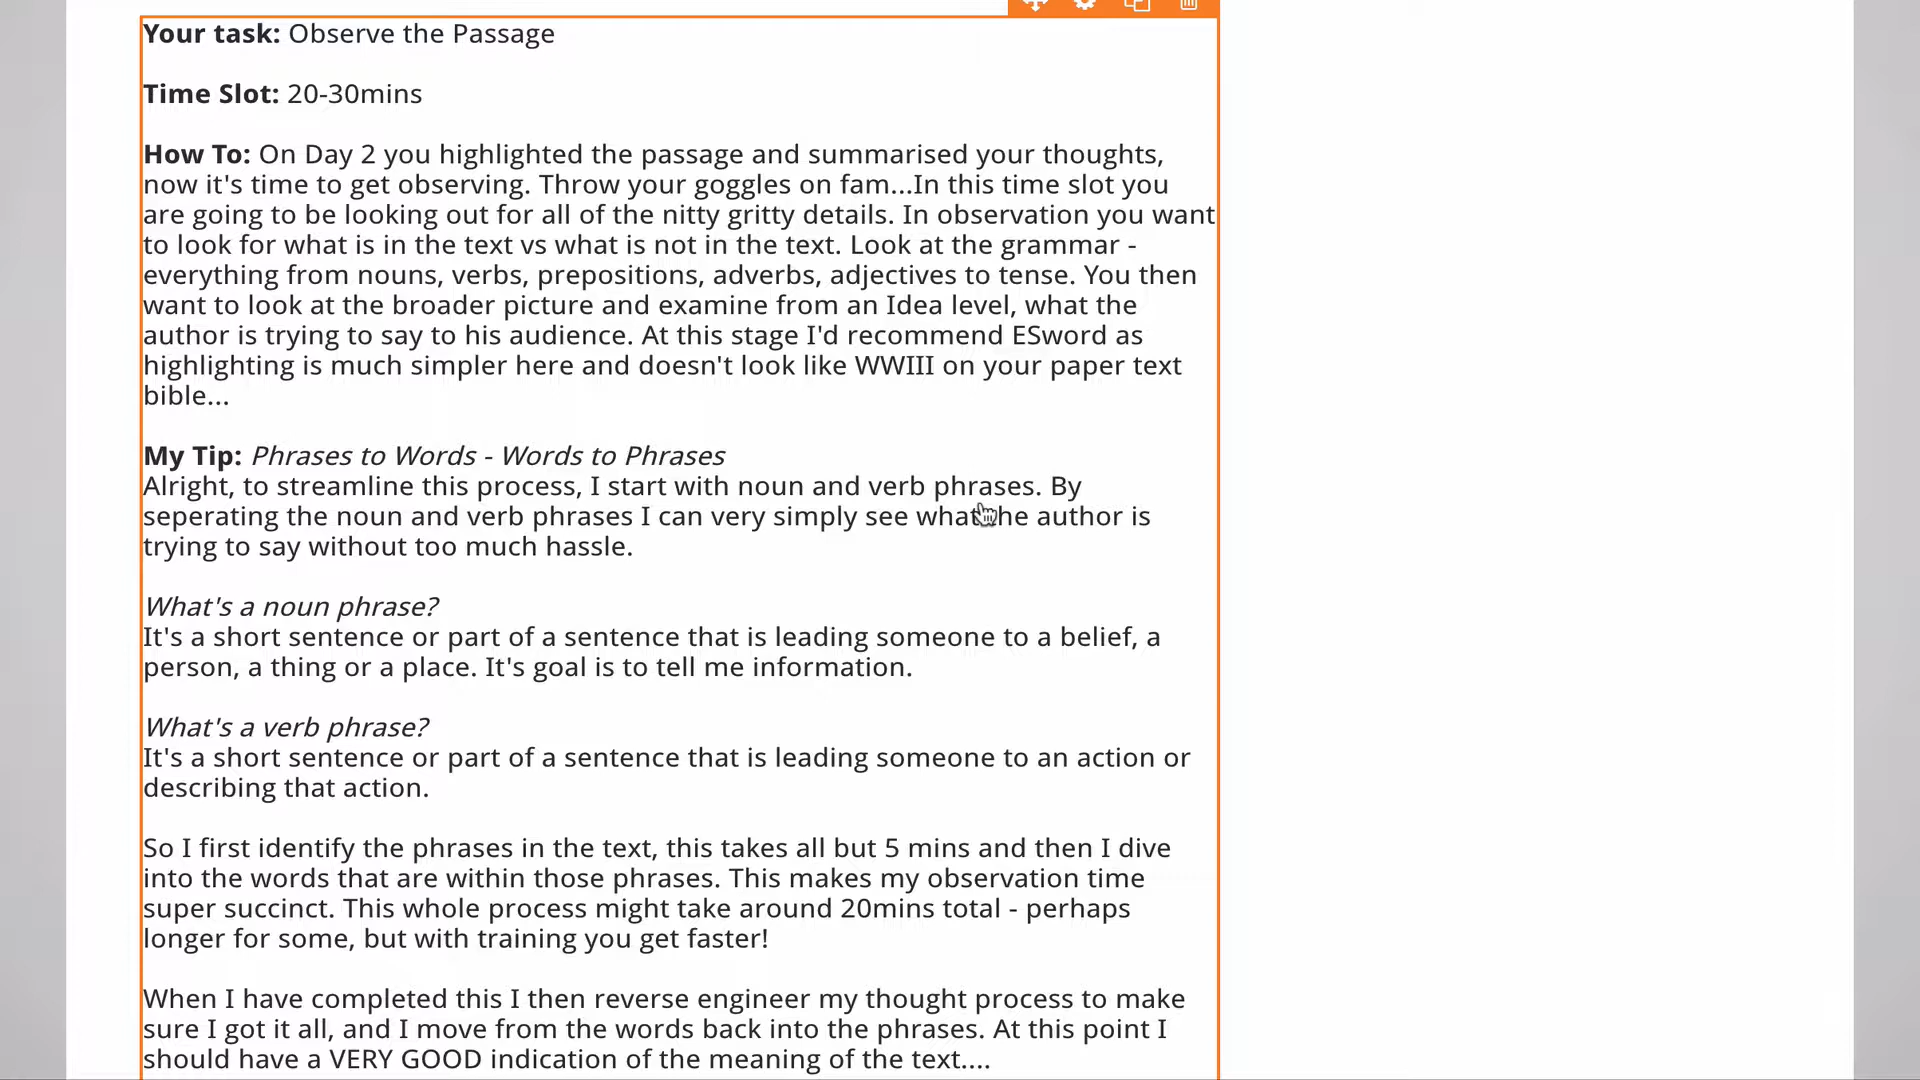 Your task: Observe the Passage
Time Slot: 20-30mins
How To: On Day 2 you highlighted the passage and summarised your thoughts,
now it's time to get observing. Throw your goggles on fam...In this time slot you
are going to be looking out for all of the nitty gritty details. In observation you want
to look for what is in the text vs what is not in the text. Look at the grammar -
everything from nouns, verbs, prepositions, adverbs, adjectives to tense. You then
want to look at the broader picture and examine from an Idea level, what the
author is trying to say to his audience. At this stage I'd recommend ESword as
highlighting is much simpler here and doesn't look like WWIII on your paper text
bible...
My Tip: Phrases to Words - Words to Phrases
Alright, to streamline this process, I start with noun and verb phrases. By
seperating the noun and verb phrases I can very simply see what the author is
trying to say without too much hassle.
What's a noun phrase?
It's a short sentence or part of a sentence that is leading someone to a belief, a
person, a thing or a place. It's goal is to tell me information.
What's a verb phrase?
It's a short sentence or part of a sentence that is leading someone to an action or
describing that action.
So I first identify the phrases in the text, this takes all but 5 mins and then I dive
into the words that are within those phrases. This makes my observation time
super succinct. This whole process might take around 20mins total - perhaps
longer for some, but with training you get faster!
When I have completed this I then reverse engineer my thought process to make
sure I got it all, and I move from the words back into the phrases. At this point I
should have a VERY GOOD indication of the meaning of the text....